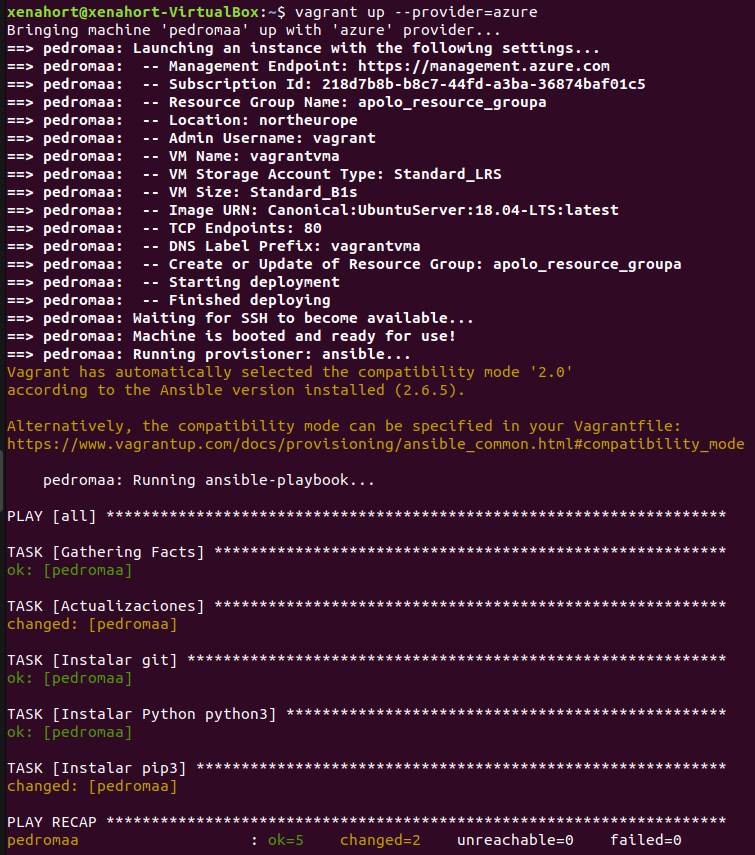 xenahort@xenahort-VirtualBox:~$ vagrant up --provider=azure
Bringing machine 'pedromaa' up with 'azure' provider...
==> pedromaa: Launching an instance with the following settings...
==> pedromaa:  -- Management Endpoint: https://management.azure.com
==> pedromaa:  -- Subscription Id: 218d7b8b-b8c7-44fd-a3ba-36874baf01c5
==> pedromaa:  -- Resource Group Name: apolo_resource_groupa
==> pedromaa:  -- Location: northeurope
==> pedromaa:  -- Admin Username: vagrant
==> pedromaa:  -- VM Name: vagrantvma
==> pedromaa:  -- VM Storage Account Type: Standard_LRS
==> pedromaa:  -- VM Size: Standard_B1s
==> pedromaa:  -- Image URN: Canonical:UbuntuServer:18.04-LTS:latest
==> pedromaa:  -- TCP Endpoints: 80
==> pedromaa:  -- DNS Label Prefix: vagrantvma
==> pedromaa:  -- Create or Update of Resource Group: apolo_resource_groupa
==> pedromaa:  -- Starting deployment
==> pedromaa:  -- Finished deploying
==> pedromaa: Waiting for SSH to become available...
==> pedromaa: Machine is booted and ready for use!
==> pedromaa: Running provisioner: ansible...
Vagrant has automatically selected the compatibility mode '2.0'
according to the Ansible version installed (2.6.5).

Alternatively, the compatibility mode can be specified in your Vagrantfile:
https://www.vagrantup.com/docs/provisioning/ansible_common.html#compatibility_mode

    pedromaa: Running ansible-playbook...

PLAY [all] *********************************************************************

TASK [Gathering Facts] *********************************************************
ok: [pedromaa]

TASK [Actualizaciones] *********************************************************
changed: [pedromaa]

TASK [Instalar git] ************************************************************
ok: [pedromaa]

TASK [Instalar Python python3] *************************************************
ok: [pedromaa]

TASK [Instalar pip3] ***********************************************************
changed: [pedromaa]

PLAY RECAP *********************************************************************
pedromaa                   : ok=5    changed=2    unreachable=0    failed=0